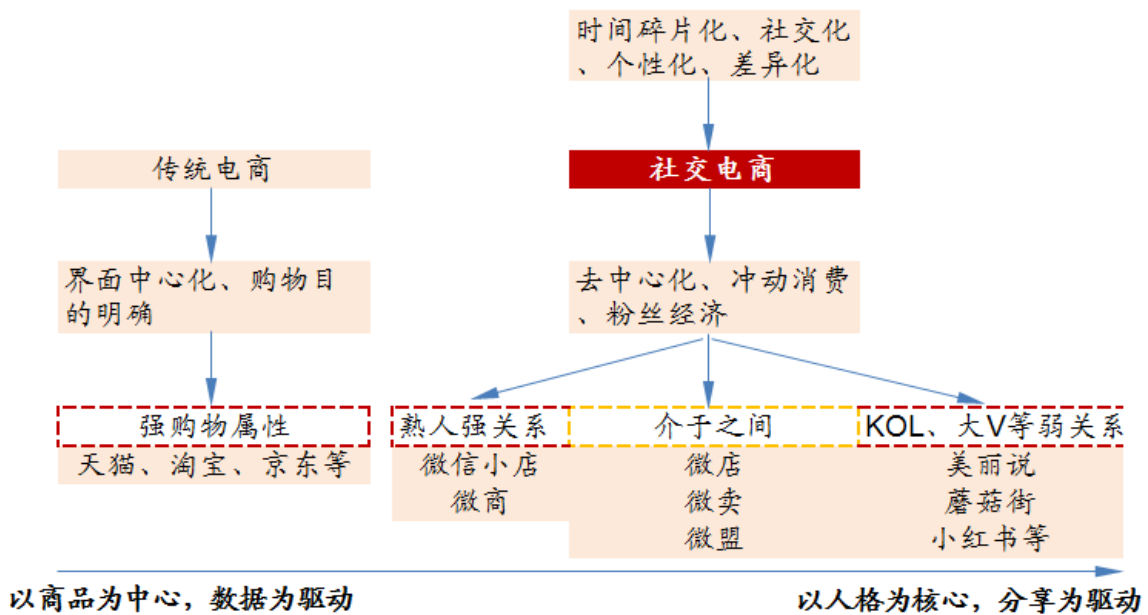 时间碎片化、社交化
、个性化、差异化
传统电商
社交电商
界面中心化、购物目
的明确
去中心化、冲动消费
、粉丝经济
强购物属性
熟人强关系
介于之间
KOL、大V等弱关系
天猫、淘宝、京东等
微信小店
微店
美丽说
微商
微卖
蘑菇街
微盟
小红书等
以商品为中心，数据为驱动
以人格为核心，分享为驱动